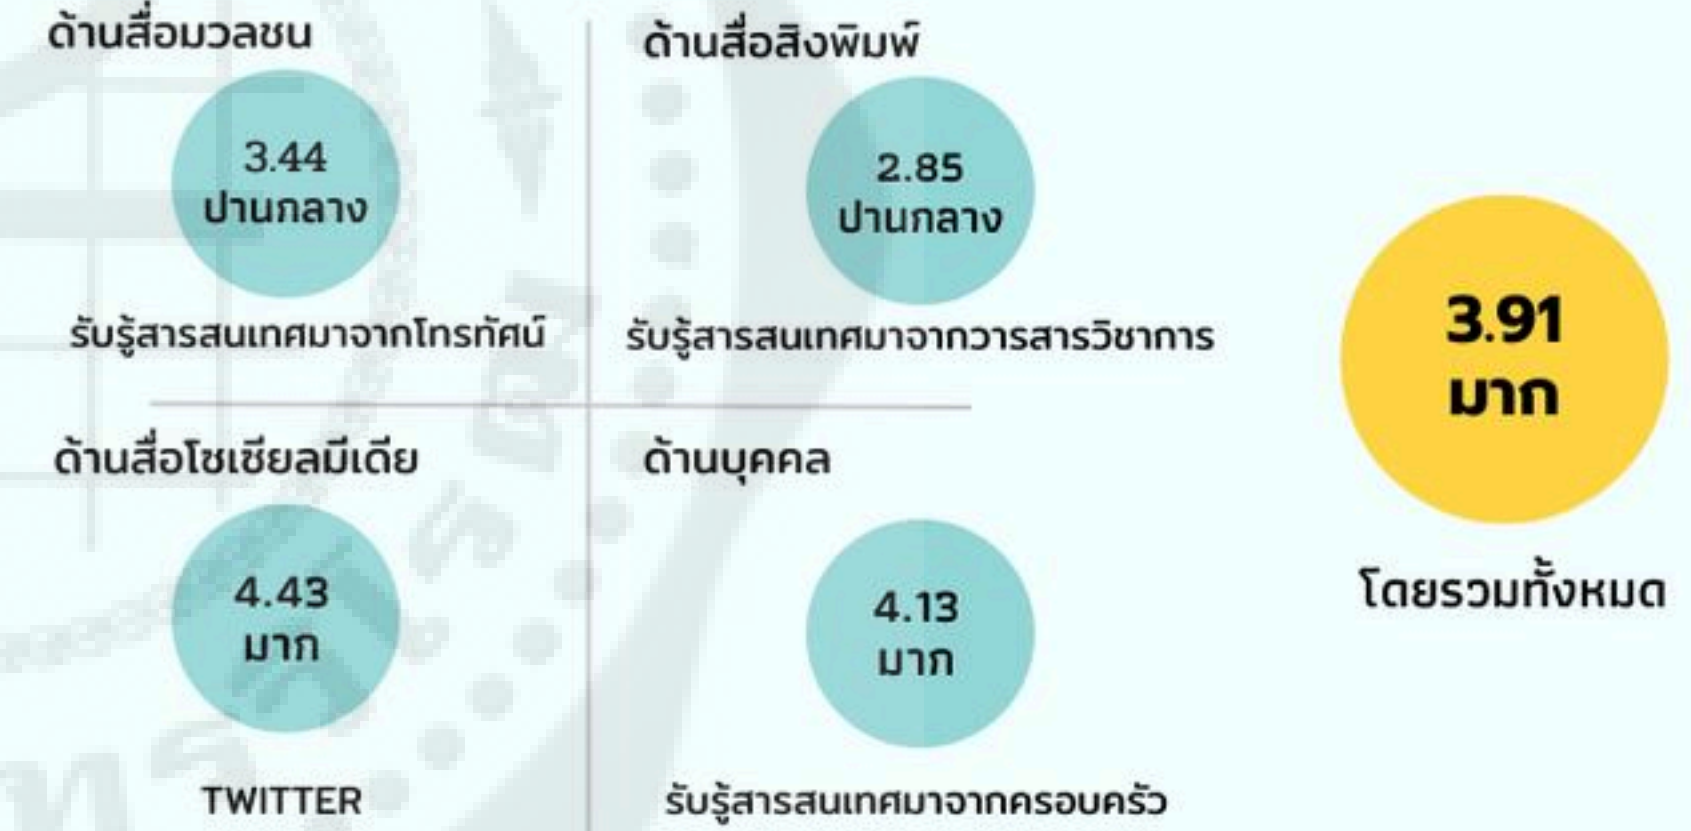 ด้านสื่อมวลชน
3.44
ปานกลาง
รับรู้สารสนเทศมาจากโทรทัศน์
ด้านสื่อสิงพิมพ์
2.85
ปานกลาง
รับรู้สารสนเทศมาจากวารสารวิชาการ
ด้านสื่อโซเซียลมีเดีย
4.43
มาก
TWITTER
ด้านบุคคล
4.13
มาก
รับรู้สารสนเทศมาจากครอบครัว
3.91
มาก
โดยรวมทั้งหมด